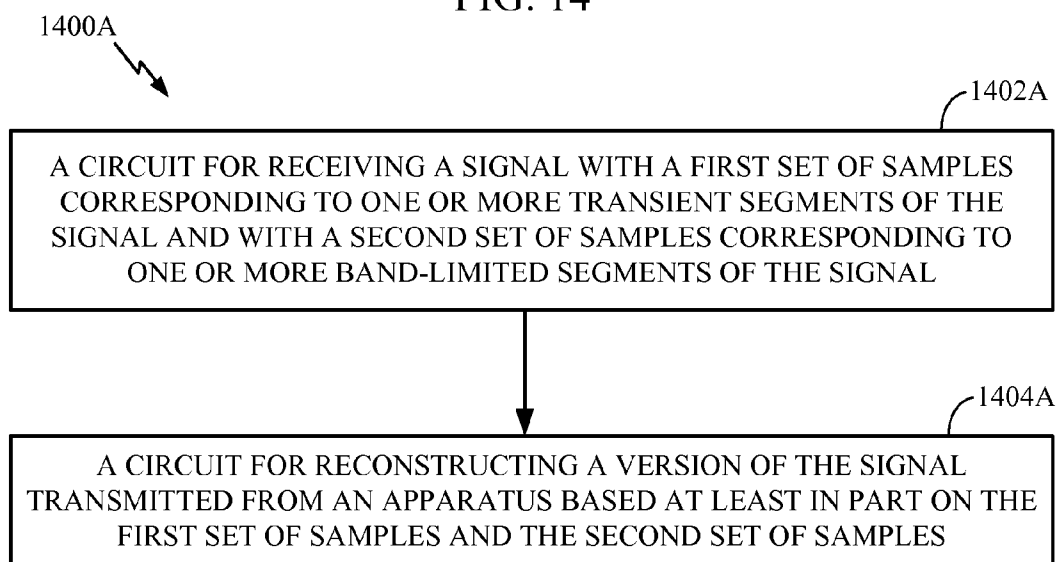 FIG. 14
1400A
1402A
A CIRCUIT FOR RECEIVING A SIGNAL WITH A FIRST SET OF SAMPLES
CORRESPONDING TO ONE OR MORE TRANSIENT SEGMENTS OF THE
SIGNAL AND WITH A SECOND SET OF SAMPLES CORRESPONDING TO
ONE OR MORE BAND-LIMITED SEGMENTS OF THE SIGNAL
1404A
A CIRCUIT FOR RECONSTRUCTING A VERSION OF THE SIGNAL
TRANSMITTED FROM AN APPARATUS BASED AT LEAST IN PART ON THE
FIRST SET OF SAMPLES AND THE SECOND SET OF SAMPLES